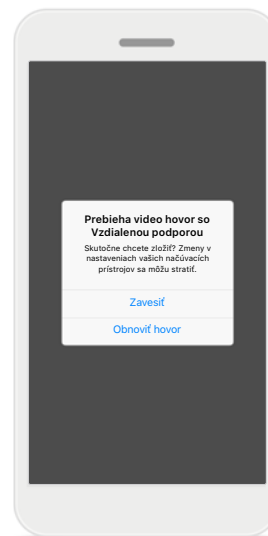 Prebieha video hovor so
Vzdialenou podporou
Skutočne chcete zložiť? Zmeny v
nastaveniach vašich načúvacích
prístrojov sa môžu stratiť.
Zavesiť
Obnoviť hovor